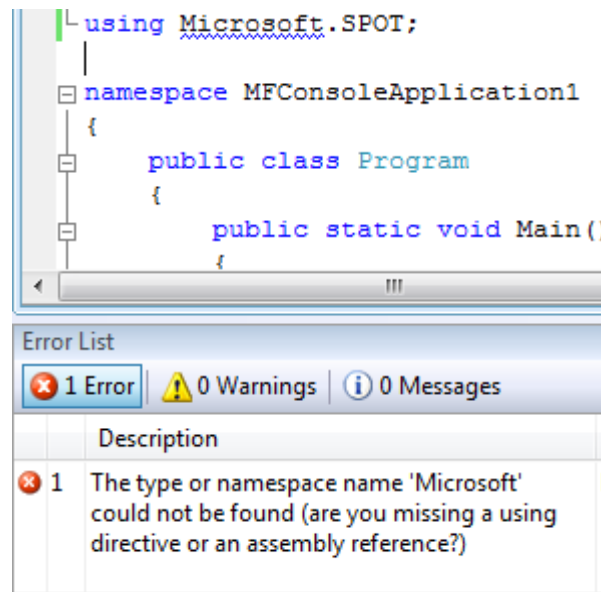 using Microsoft.SPOT;
namespace MFConsoleApplication1
{
public class Program
{
public static void Main()
{
Error List
1 Error 0 Warnings 0 Messages
Description
1 The type or namespace name 'Microsoft'
could not be found (are you missing a using
directive or an assembly reference?)